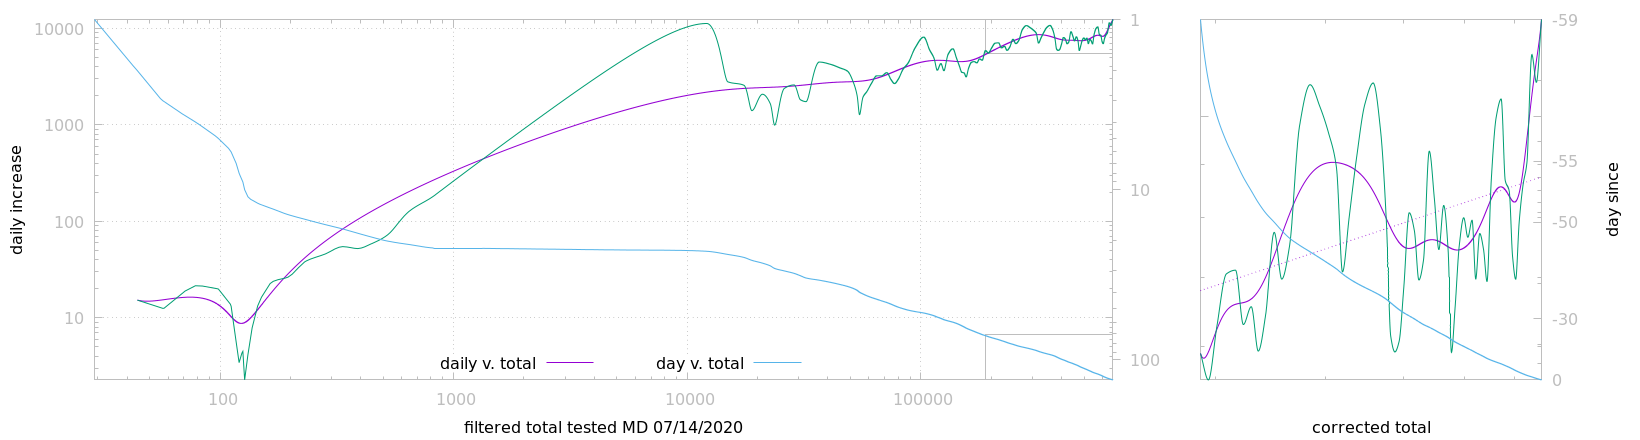 10000
1000
100
10
daily increase
100
1000
10000
100000
filtered total tested MD 07/14/2020
daily v. total
day v. total
1
10
100
-59
-55
-50
-30
0
day since
corrected total